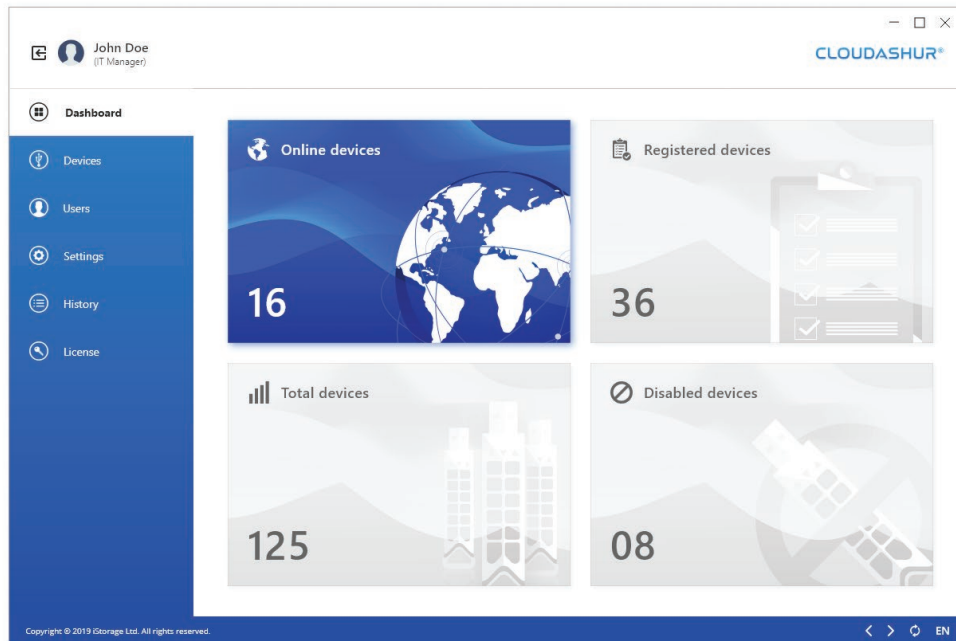 John Doe
(IT Manager)
CLOUDASHUR®
Dashboard
Devices
Users
Settings
History
License
Online devices
16
Registered devices
36
Total devices
125
Disabled devices
08
Copyright © 2019 iStorage Ltd. All rights reserved.
EN